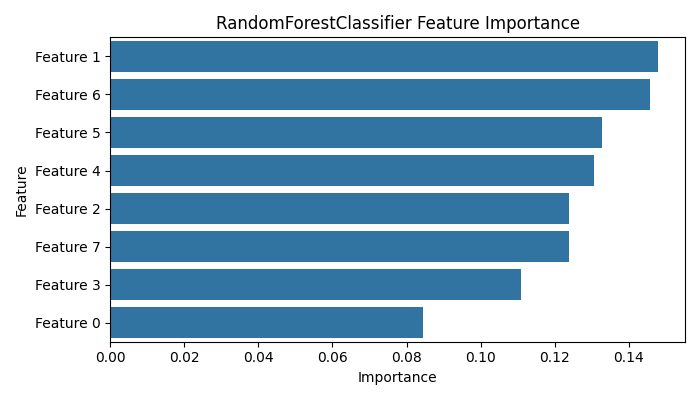 RandomForestClassifier Feature Importance
Feature 1
Feature 6
Feature 5
Feature 4
Feature 2
Feature 7
Feature 3
Feature 0
Feature
0.00 0.02 0.04 0.06 0.08 0.10 0.12 0.14
Importance